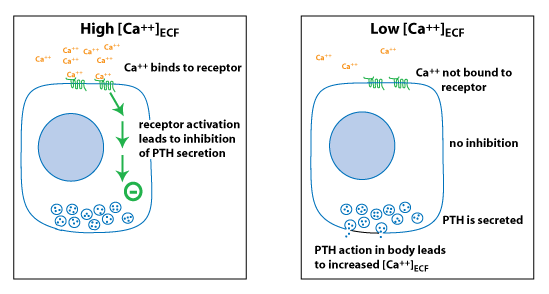 High [Ca⁺⁺]ECF
Ca⁺⁺ Ca⁺⁺ Ca⁺⁺ Ca⁺⁺
Ca⁺⁺ Ca⁺⁺
Ca⁺⁺ Ca⁺⁺
Ca⁺⁺ Ca⁺⁺
Ca⁺⁺ binds to receptor
receptor activation
leads to inhibition
of PTH secretion
Low [Ca⁺⁺]ECF
Ca⁺⁺
Ca⁺⁺
Ca⁺⁺
Ca⁺⁺ not bound to
receptor
no inhibition
PTH is secreted
PTH action in body leads
to increased [Ca⁺⁺]ECF